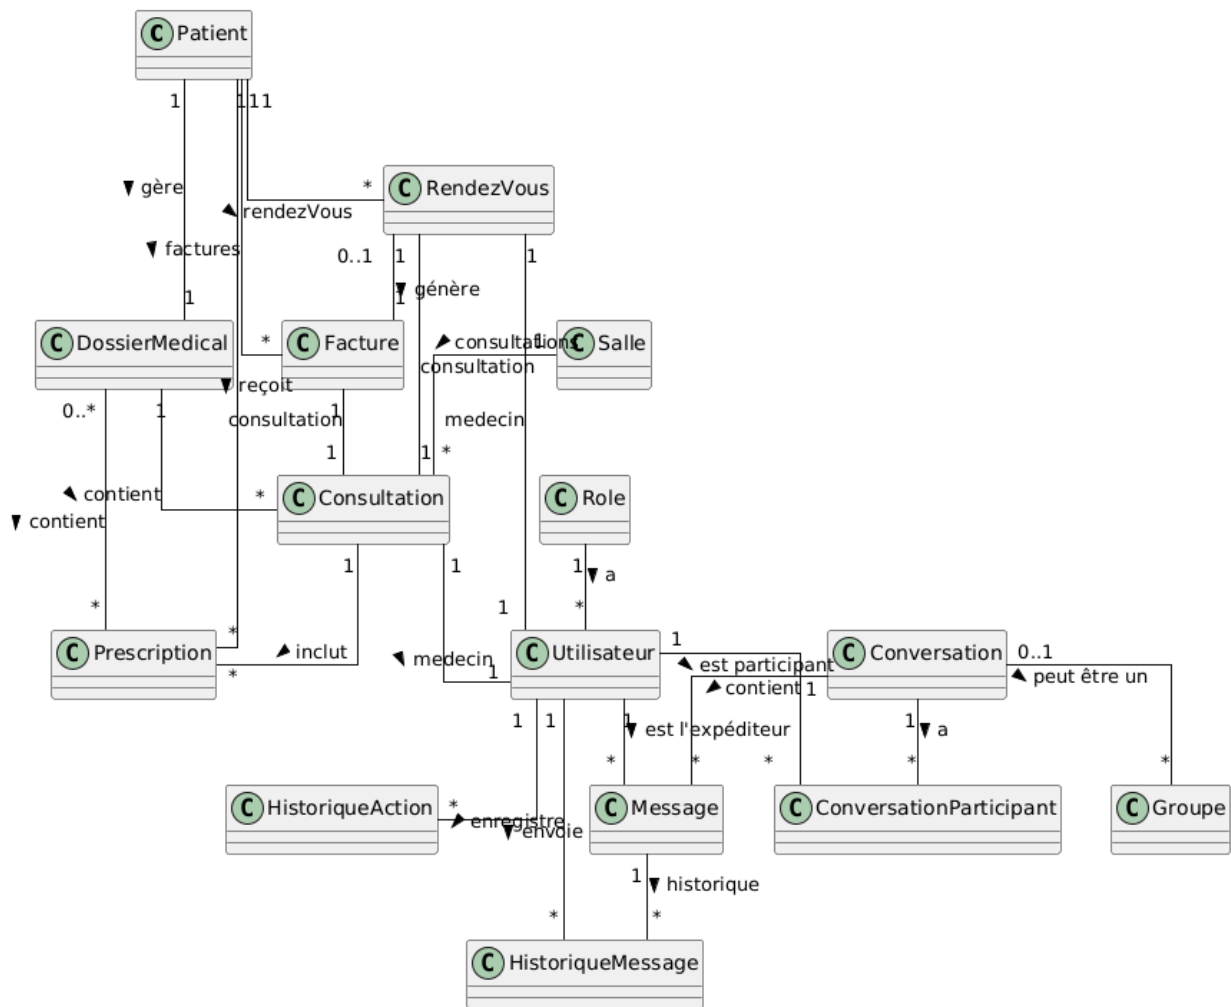 C Patient
1 1 1 1
gère
* C RendezVous
rendezVous
factures
0..1 1 1
génère
1 1
C DossierMedical
* C Facture
consultations 1 C Salle
consultation
reçoit
0..* 1 consultation 1 medecin
1 1 *
contient * C Consultation C Role
contient
1 1 1 a
* * 1 *
C Prescription
* inclut
medecin 1 C Utilisateur
1 est participant
contient 1
C Conversation 0..1
peut être un
1 1 1 est l'expéditeur 1 a
* * * * *
C HistoriqueAction * enregistre
envoie
C Message
C ConversationParticipant
C Groupe
1 historique
* *
C HistoriqueMessage